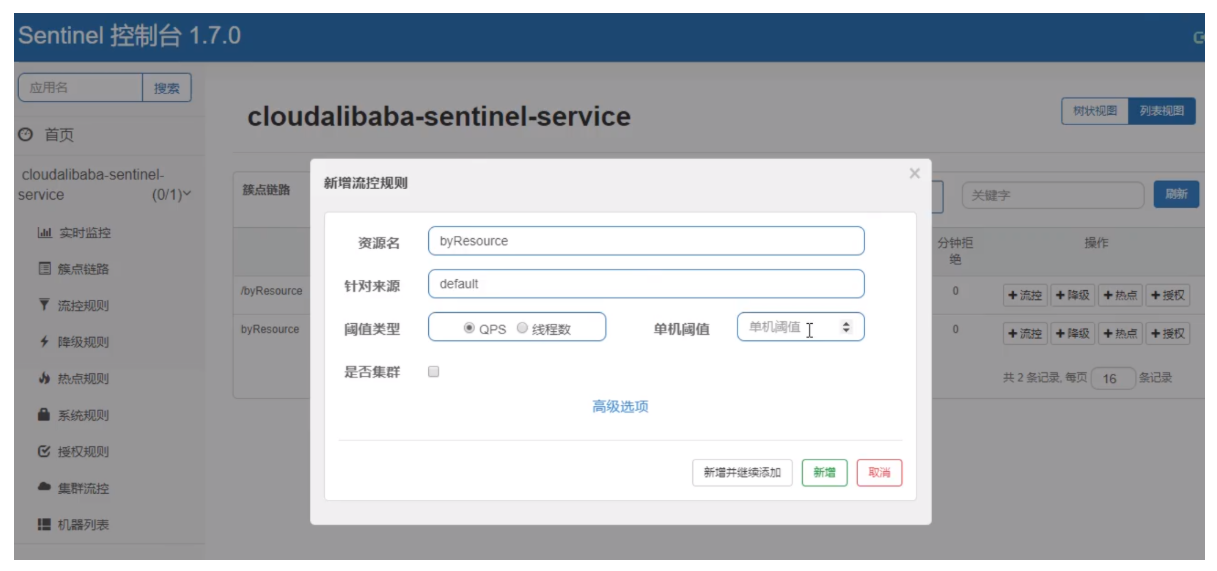 Sentinel 控制台 1.7.0
应用名
搜索
首页
cloudalibaba-sentinel-
service (0/1)
实时监控
簇点链路
流控规则
降级规则
热点规则
系统规则
授权规则
集群流控
机器列表
cloudalibaba-sentinel-service
树状视图
列表视图
簇点链路
关键字
刷新
分钟拒
绝
操作
/byResource
0
流控
降级
热点
授权
byResource
0
流控
降级
热点
授权
共 2 条记录, 每页 16 条记录
新增流控规则
×
资源名
byResource
针对来源
default
阈值类型
QPS
线程数
单机阈值
单机阈值
是否集群
高级选项
新增并继续添加
新增
取消